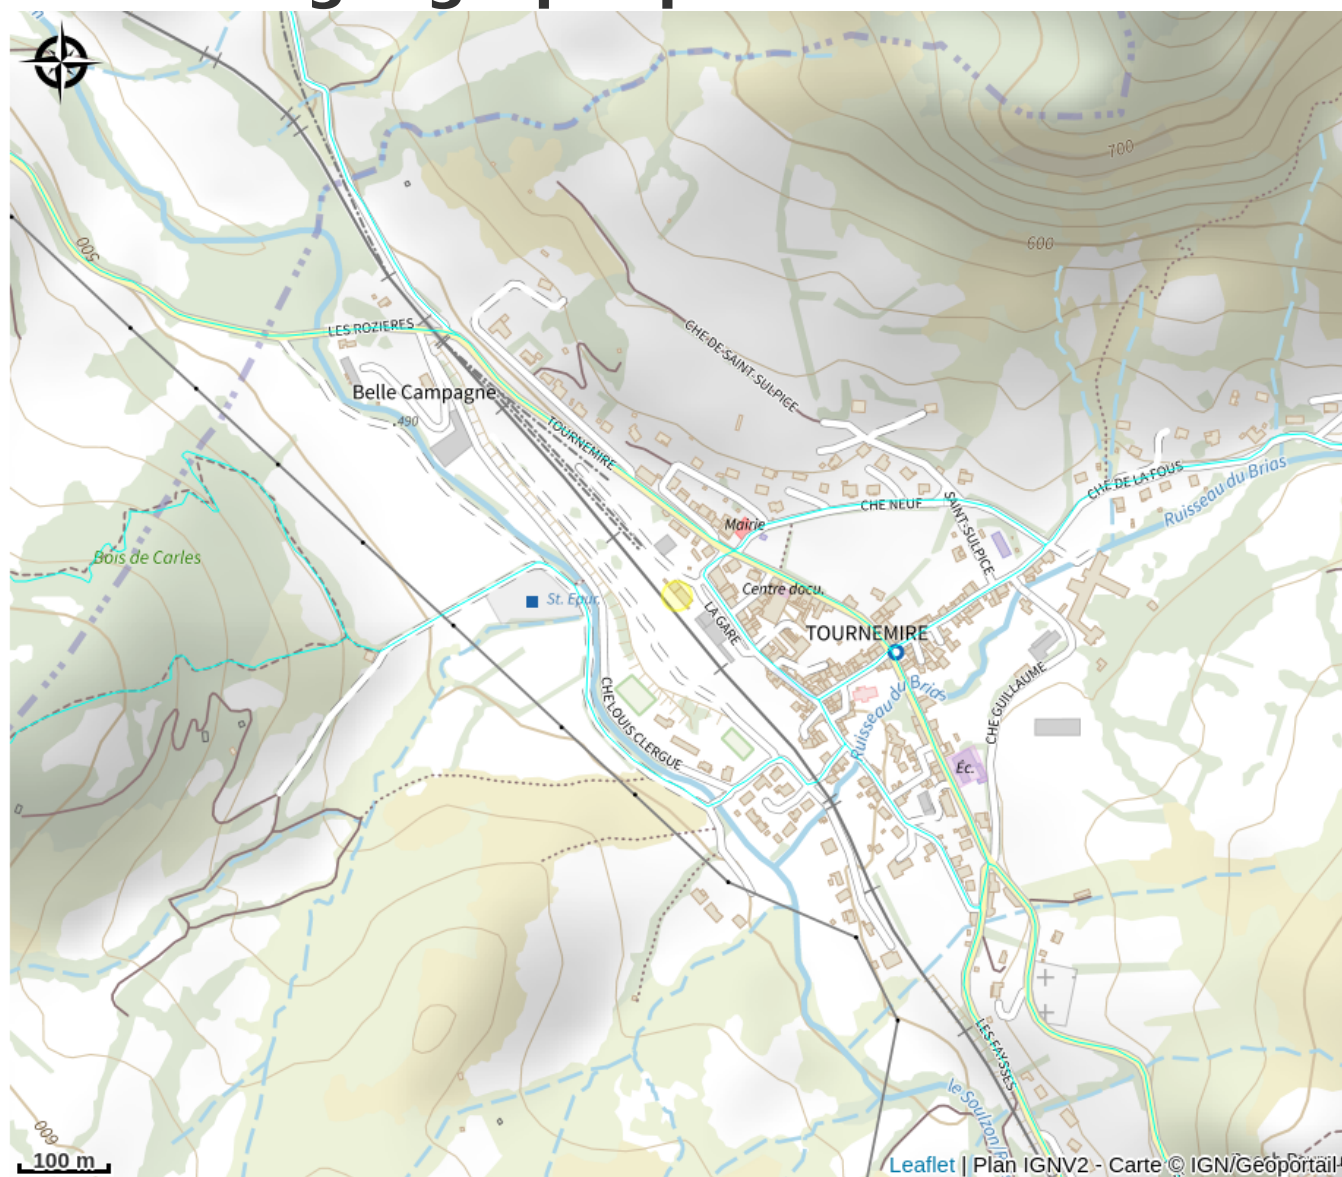 700
600
500
LES ROZIERES
CHE-DE-SAINT-SULPICE
Belle Campagne
490
TOURNEMIRE
CHE DE LA FOUS
Ruisseau du Brias
CHE NEUF
SAINT-SULPICE
Mairie
Bois de Carles
St. Epur.
Centre docu.
LA GARE
TOURNEMIRE
CHE GUILLAUME
Ruisseau du Brias
CHE LOUIS CLERGUE
Éc.
LES FAYSSES
le Soulzon
600
100 m
Leaflet | Plan IGNV2 - Carte © IGN/Geoportail